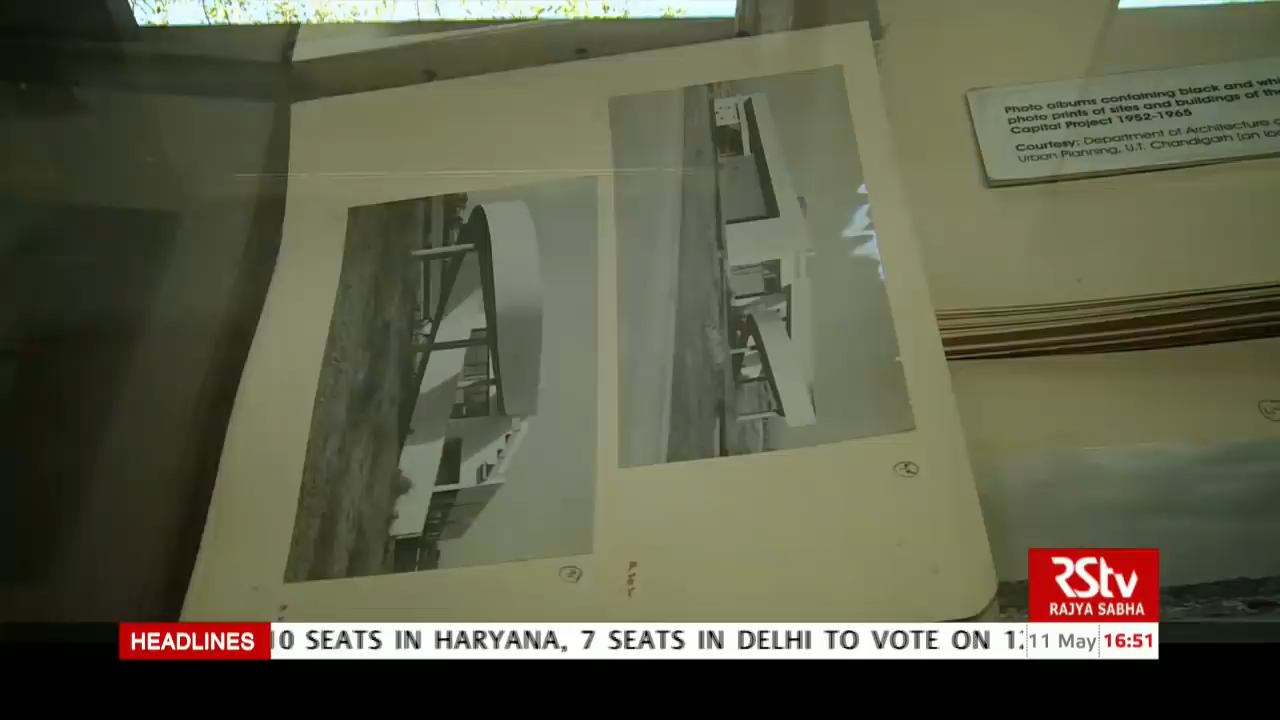 Photo albums containing black and
photo prints of sites and buildings of
Capital Project 1952-1965
Courtesy: Department of Architecture
Urban Planning, U.T. Chandigarh
RStv
RAJYA SABHA
HEADLINES
10 SEATS IN HARYANA, 7 SEATS IN DELHI TO VOTE ON
11 May
16:51